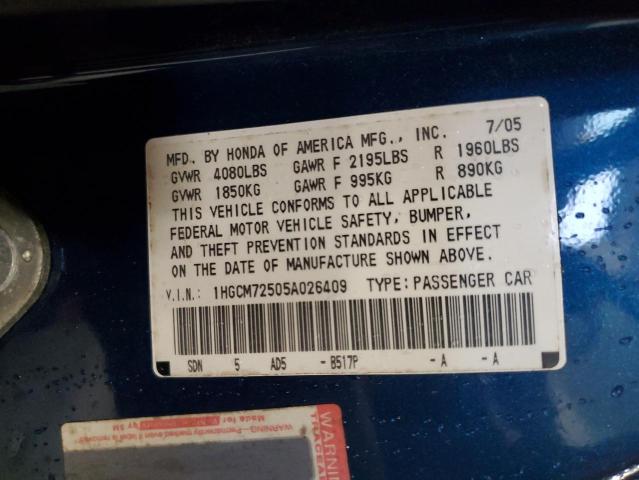 MFD. BY HONDA OF AMERICA MFG., INC. 7/05
GVWR 4080LBS GAWR F 2195LBS R 1960LBS
GVWR 1850KG GAWR F 995KG R 890KG
THIS VEHICLE CONFORMS TO ALL APPLICABLE
FEDERAL MOTOR VEHICLE SAFETY, BUMPER,
AND THEFT PREVENTION STANDARDS IN EFFECT
ON THE DATE OF MANUFACTURE SHOWN ABOVE.
V.I.N.: 1HGCM72505A026409 TYPE: PASSENGER CAR
SDN 5 AD5 - B517P - A - A
WARNING